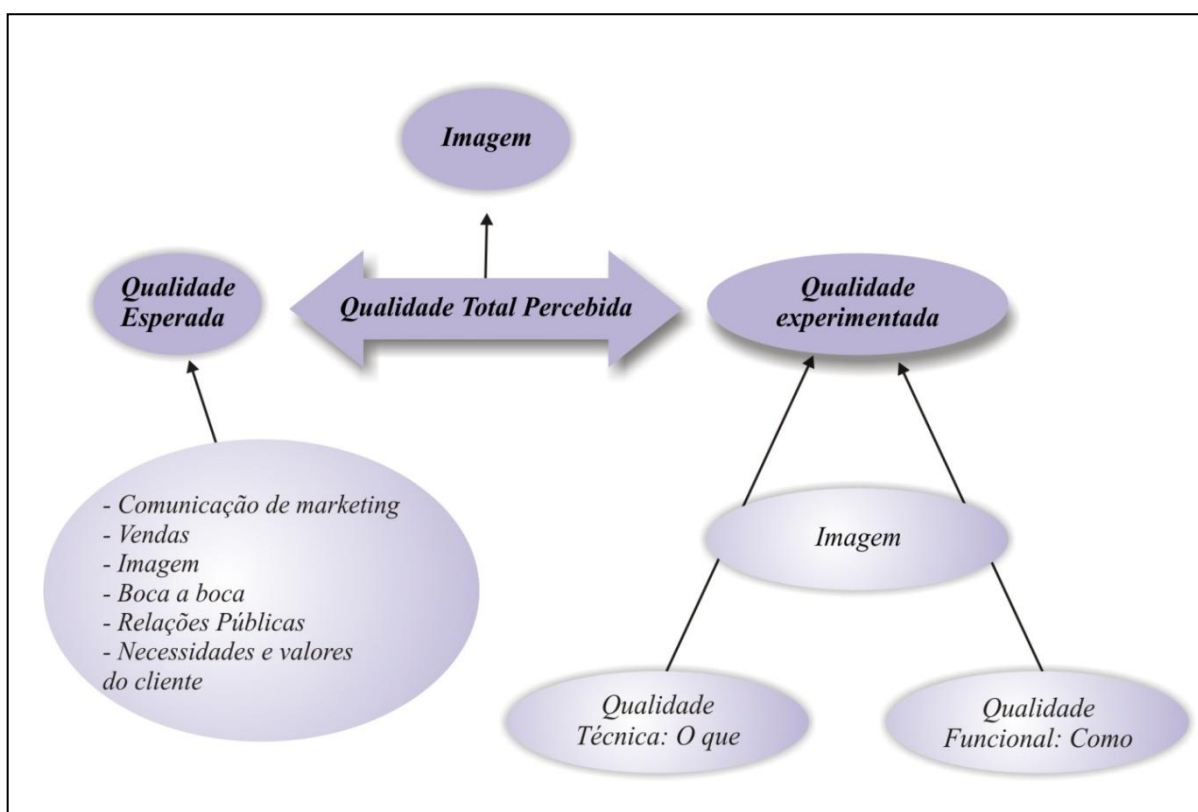 Imagem
Qualidade
Esperada
Qualidade Total Percebida
Qualidade
experimentada
- Comunicação de marketing
- Vendas
- Imagem
- Boca a boca
- Relações Públicas
- Necessidades e valores
do cliente
Imagem
Qualidade
Técnica: O que
Qualidade
Funcional: Como